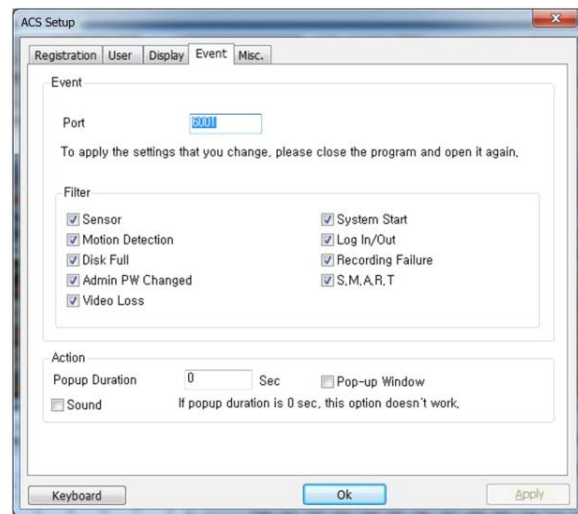 ACS Setup
Registration User Display Event Misc.
Event
Port 6001
To apply the settings that you change, please close the program and open it again.
Filter
Sensor System Start
Motion Detection Log In/Out
Disk Full Recording Failure
Admin PW Changed S.M.A.R.T
Video Loss
Action
Popup Duration 0 Sec Pop-up Window
Sound If popup duration is 0 sec, this option doesn't work.
Keyboard Ok Apply